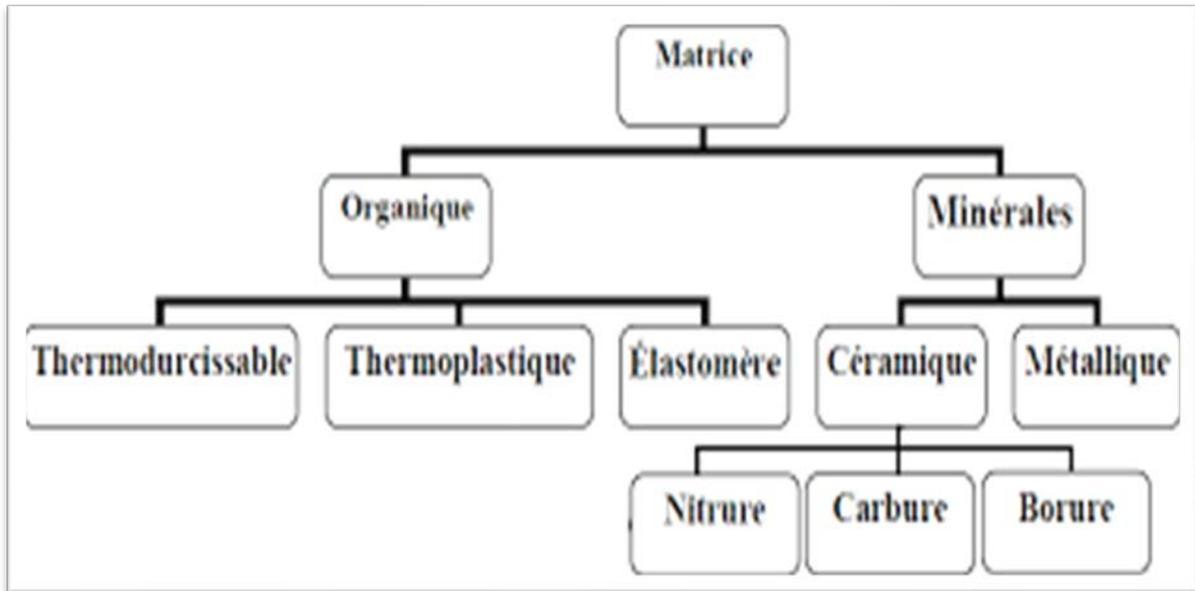 Matrice
Organique
Minérales
Thermodurcissable
Thermoplastique
Élastomère
Céramique
Métallique
Nitrure
Carbure
Borure